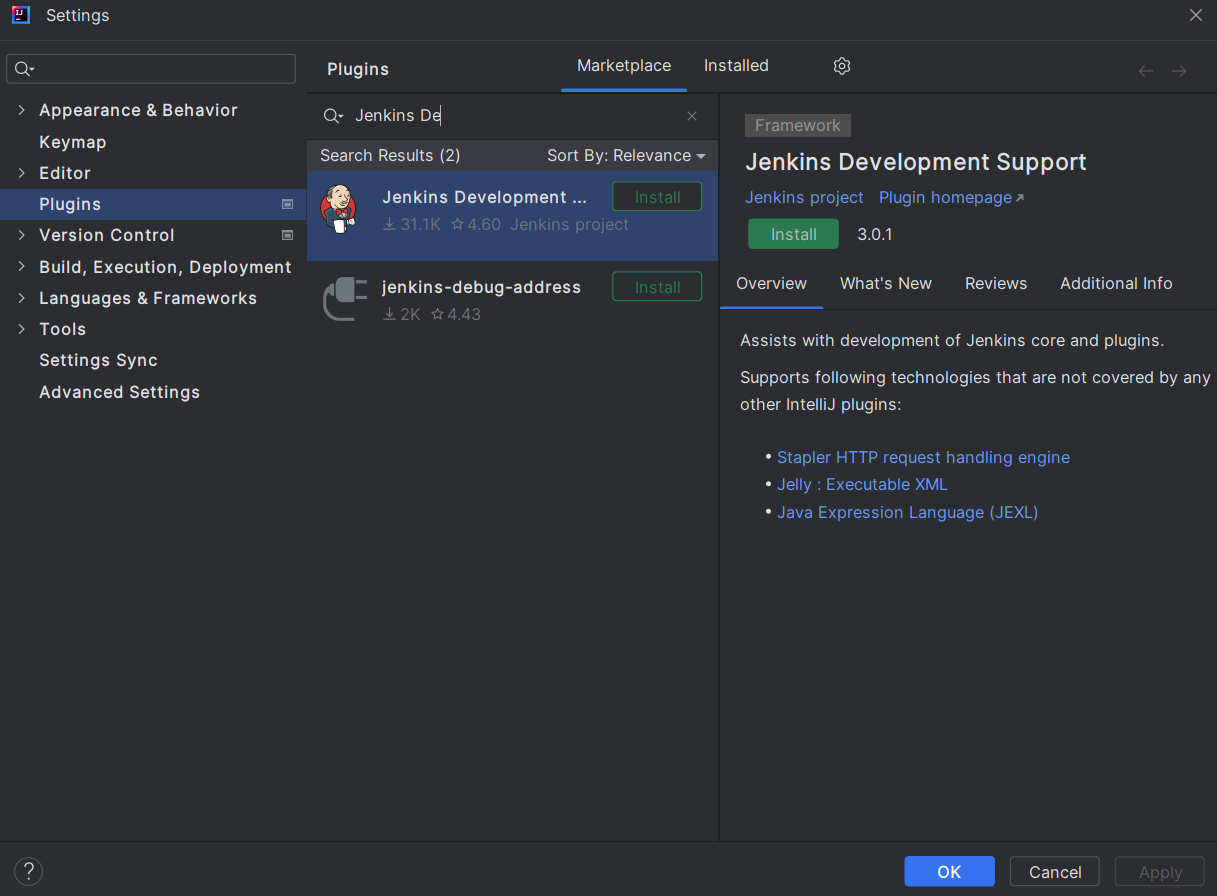 Settings
Plugins
Marketplace
Installed
Appearance & Behavior
Keymap
Editor
Plugins
Version Control
Build, Execution, Deployment
Languages & Frameworks
Tools
Settings Sync
Advanced Settings
Jenkins De
Search Results (2)
Sort By: Relevance
Jenkins Development ...
Install
31.1K 4.60 Jenkins project
jenkins-debug-address
Install
2K 4.43
Framework
Jenkins Development Support
Jenkins project Plugin homepage
Install 3.0.1
Overview What's New Reviews Additional Info
Assists with development of Jenkins core and plugins.
Supports following technologies that are not covered by any
other IntelliJ plugins:
• Stapler HTTP request handling engine
• Jelly : Executable XML
• Java Expression Language (JEXL)
?
OK
Cancel
Apply